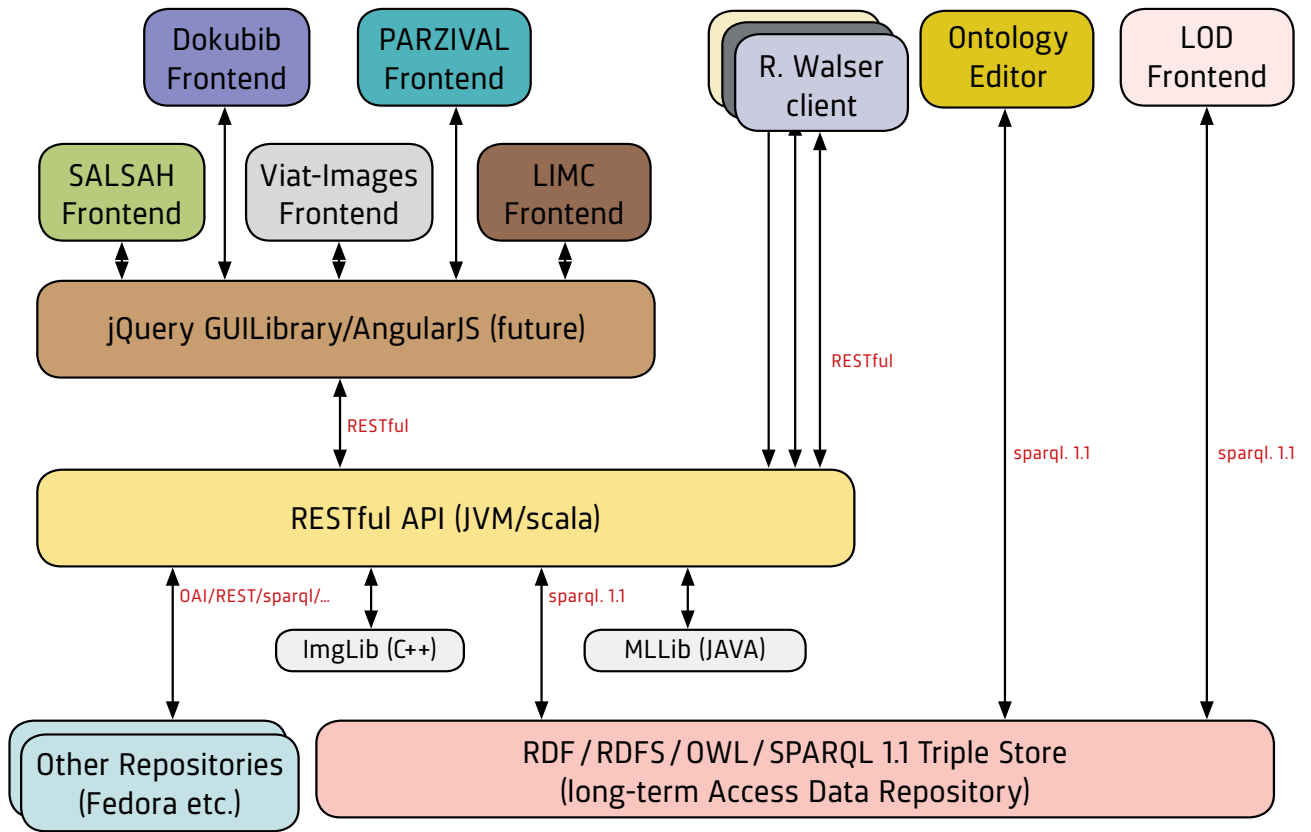 Dokubib
Frontend
PARZIVAL
Frontend
R. Walser
client
Ontology
Editor
LOD
Frontend
SALSAH
Frontend
Viat-Images
Frontend
LIMC
Frontend
jQuery GUILibrary/AngularJS (future)
RESTful
RESTful
sparql. 1.1
sparql. 1.1
RESTful API (JVM/scala)
OAI/REST/sparql/...
sparql. 1.1
ImgLib (C++)
MLLib (JAVA)
Other Repositories
(Fedora etc.)
RDF/RDFS/OWL/SPARQL 1.1 Triple Store
(long-term Access Data Repository)